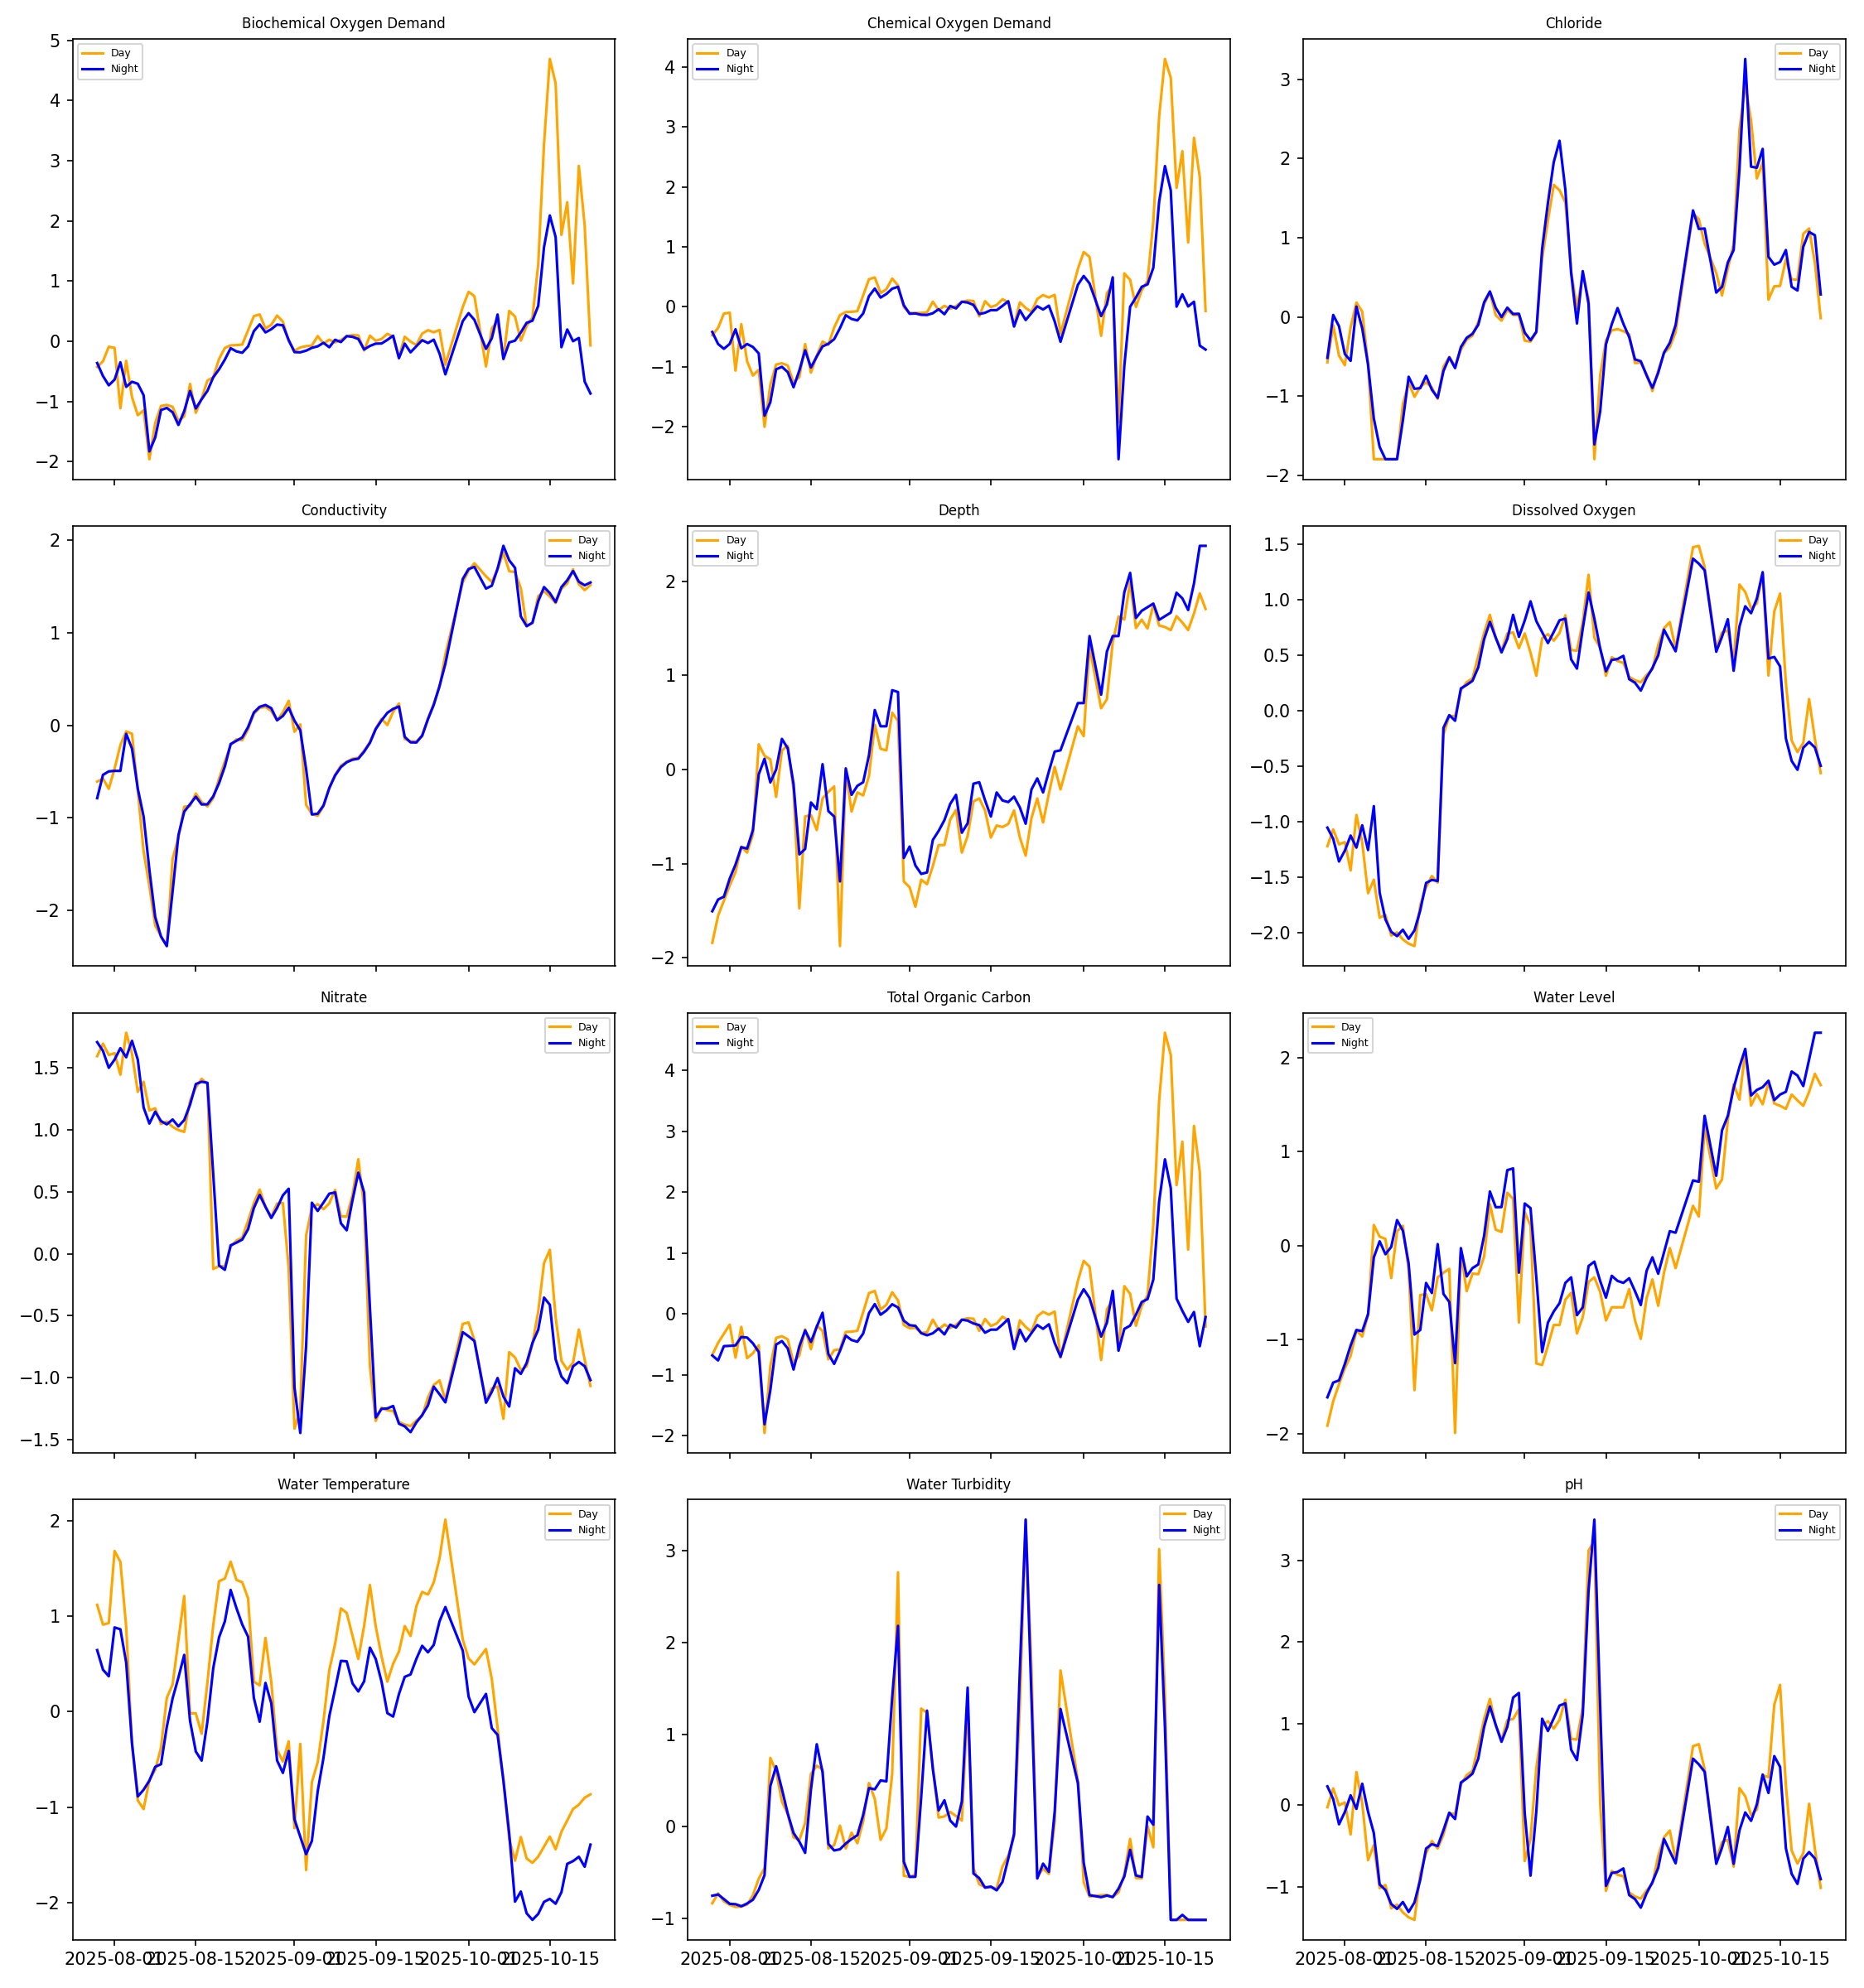 Biochemical Oxygen Demand
5
4
3
2
1
0
−1
−2
Day
Night
Chemical Oxygen Demand
4
3
2
1
0
−1
−2
Day
Night
Chloride
3
2
1
0
−1
−2
Day
Night
Conductivity
2
1
0
−1
−2
Day
Night
Depth
2
1
0
−1
−2
Day
Night
Dissolved Oxygen
1.5
1.0
0.5
0.0
−0.5
−1.0
−1.5
−2.0
Day
Night
Nitrate
1.5
1.0
0.5
0.0
−0.5
−1.0
−1.5
Day
Night
Total Organic Carbon
4
3
2
1
0
−1
−2
Day
Night
Water Level
2
1
0
−1
−2
Day
Night
Water Temperature
2
1
0
−1
−2
Day
Night
2025-08-01 2025-08-15 2025-09-01 2025-09-15 2025-10-01 2025-10-15
Water Turbidity
3
2
1
0
−1
Day
Night
2025-08-01 2025-08-15 2025-09-01 2025-09-15 2025-10-01 2025-10-15
pH
3
2
1
0
−1
Day
Night
2025-08-01 2025-08-15 2025-09-01 2025-09-15 2025-10-01 2025-10-15